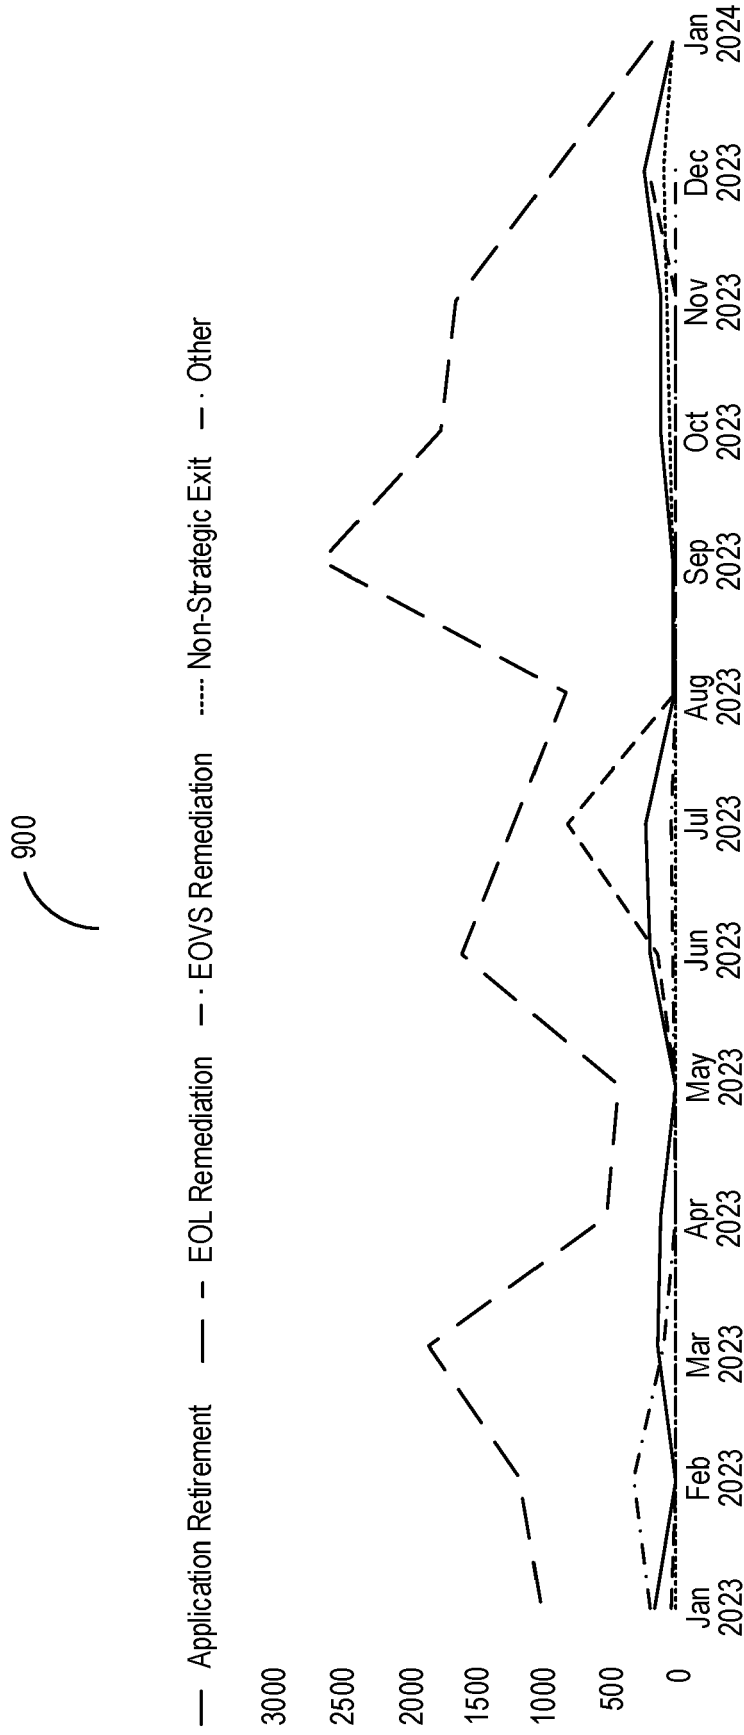 900
Application Retirement EOL Remediation EOVS Remediation Non-Strategic Exit Other
3000
2500
2000
1500
1000
500
0
Jan 2023
Feb 2023
Mar 2023
Apr 2023
May 2023
Jun 2023
Jul 2023
Aug 2023
Sep 2023
Oct 2023
Nov 2023
Dec 2023
Jan 2024